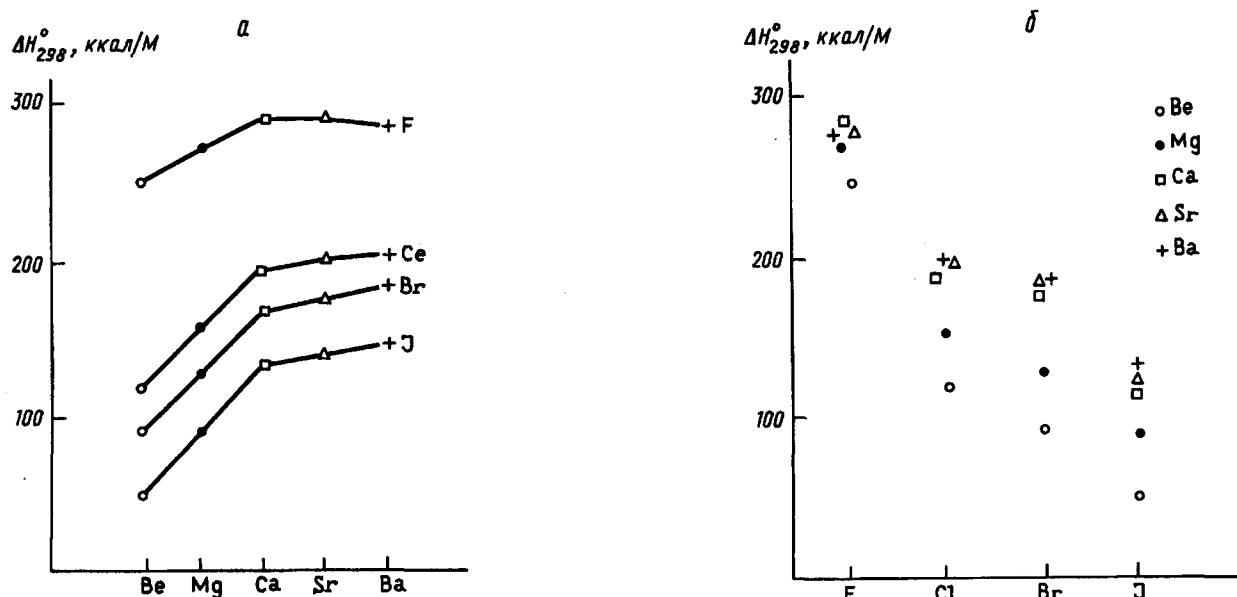 а
ΔH°298, ккал/М
300
200
100
+ F
+ Ce
+ Br
+ J
Be Mg Ca Sr Ba
б
ΔH°298, ккал/М
300
200
100
Be
Mg
Ca
Sr
+ Ba
F Cl Br J